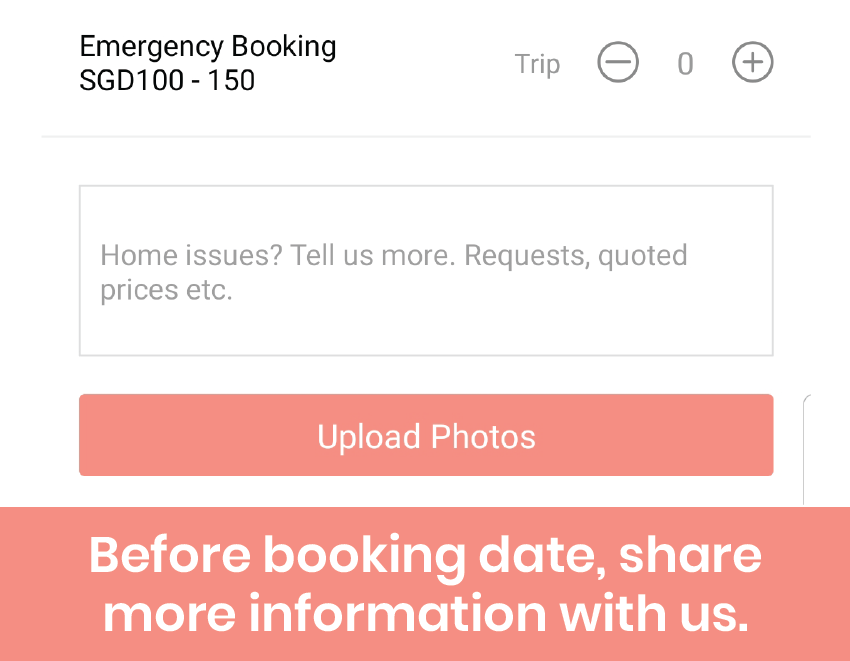 Emergency Booking
SGD100 - 150
Trip
0
Home issues? Tell us more. Requests, quoted
prices etc.
Upload Photos
Before booking date, share
more information with us.